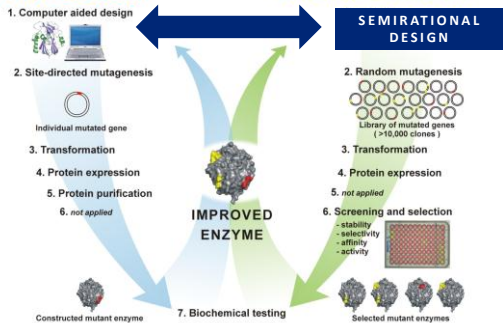 1. Computer aided design
SEMIRATIONAL
DESIGN
2. Site-directed mutagenesis
Individual mutated gene
3. Transformation
4. Protein expression
5. Protein purification
6. not applied
Constructed mutant enzyme
IMPROVED
ENZYME
7. Biochemical testing
2. Random mutagenesis
Library of mutated genes
( >10,000 clones )
3. Transformation
4. Protein expression
5. not applied
6. Screening and selection
- stability
- selectivity
- affinity
- activity
Selected mutant enzymes